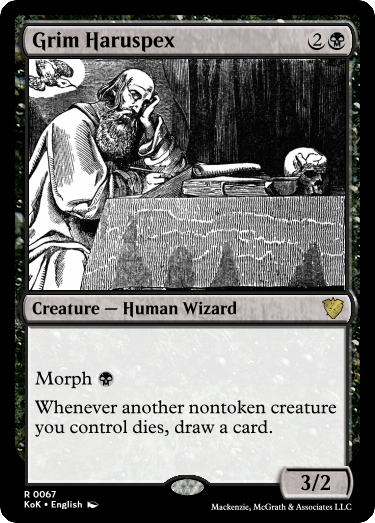 Grim Haruspex 2
Creature — Human Wizard
Morph
Whenever another nontoken creature
you control dies, draw a card.
3/2
R 0067
KoK • English
Mackenzie, McGrath & Associates LLC